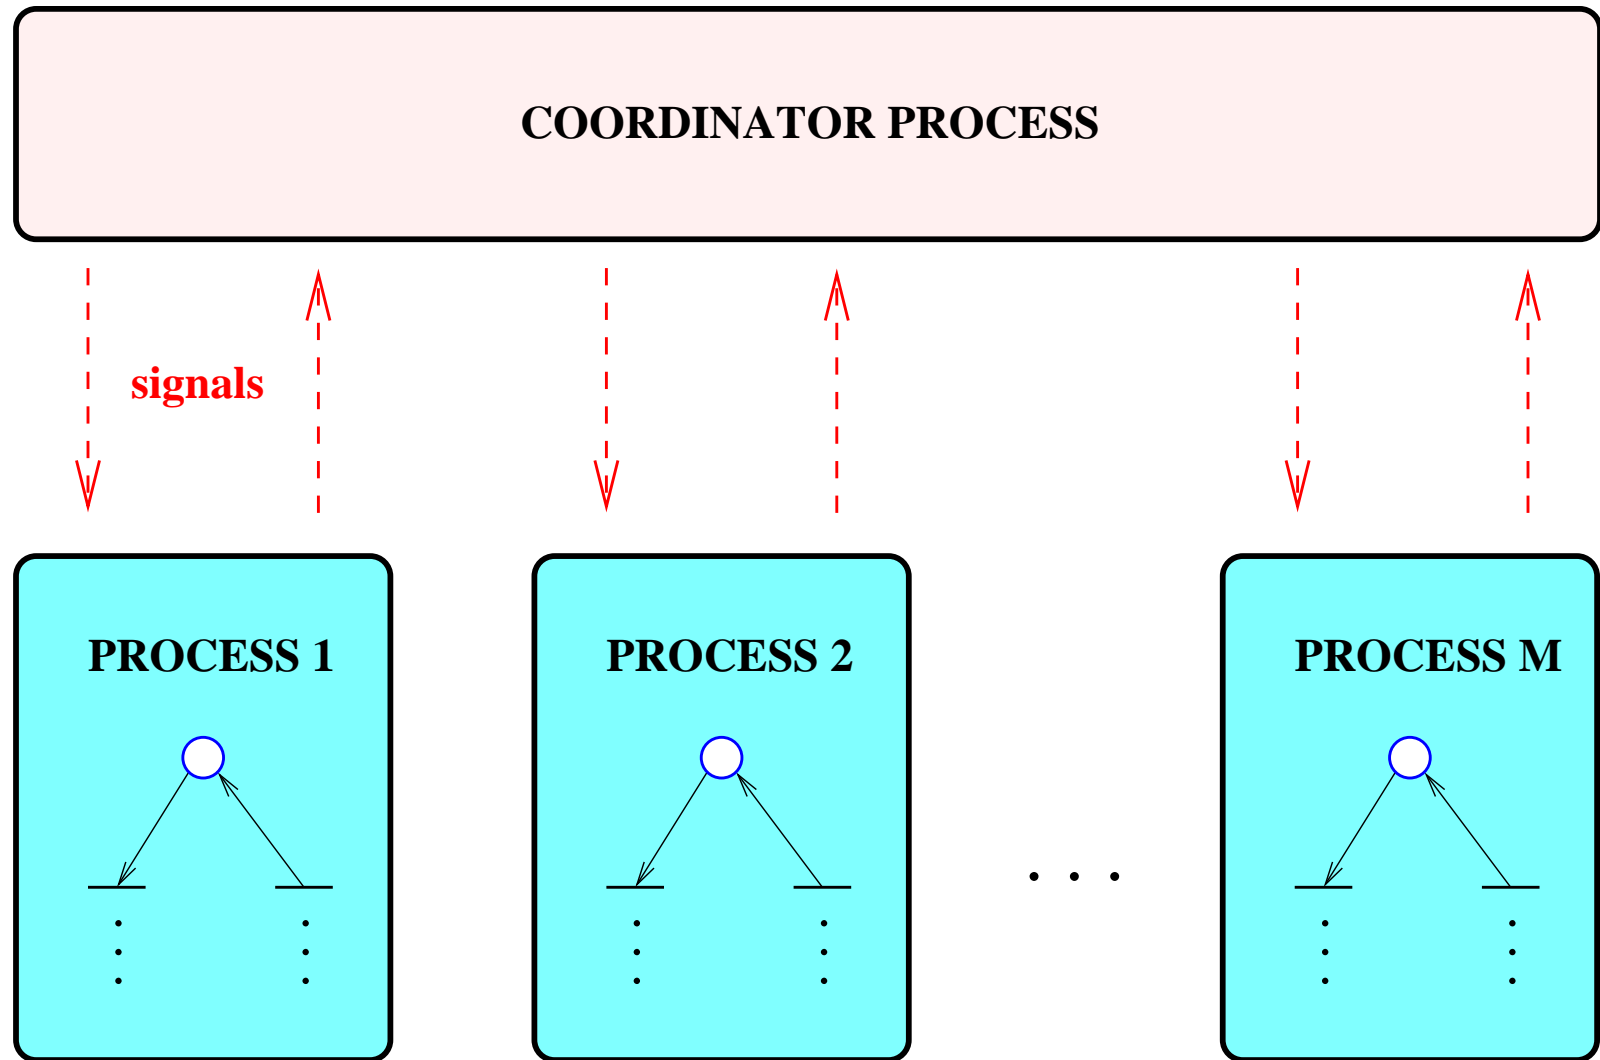 COORDINATOR PROCESS
signals
PROCESS 1
PROCESS 2
. . .
PROCESS M